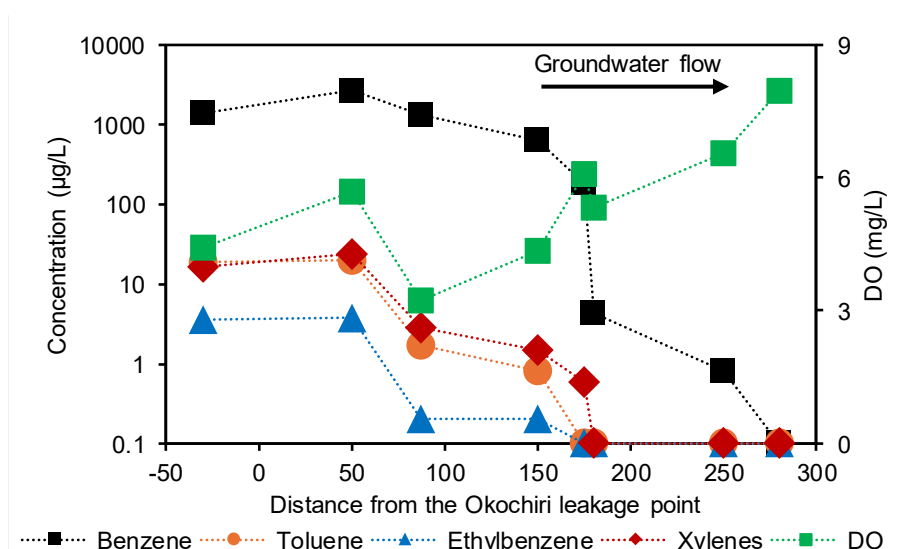 10000
1000
100
10
1
0.1
Concentration (µg/L)
Groundwater flow
9
6
3
0
DO (mg/L)
-50 0 50 100 150 200 250 300
Distance from the Okochiri leakage point
Benzene Toluene Ethylbenzene Xylenes DO